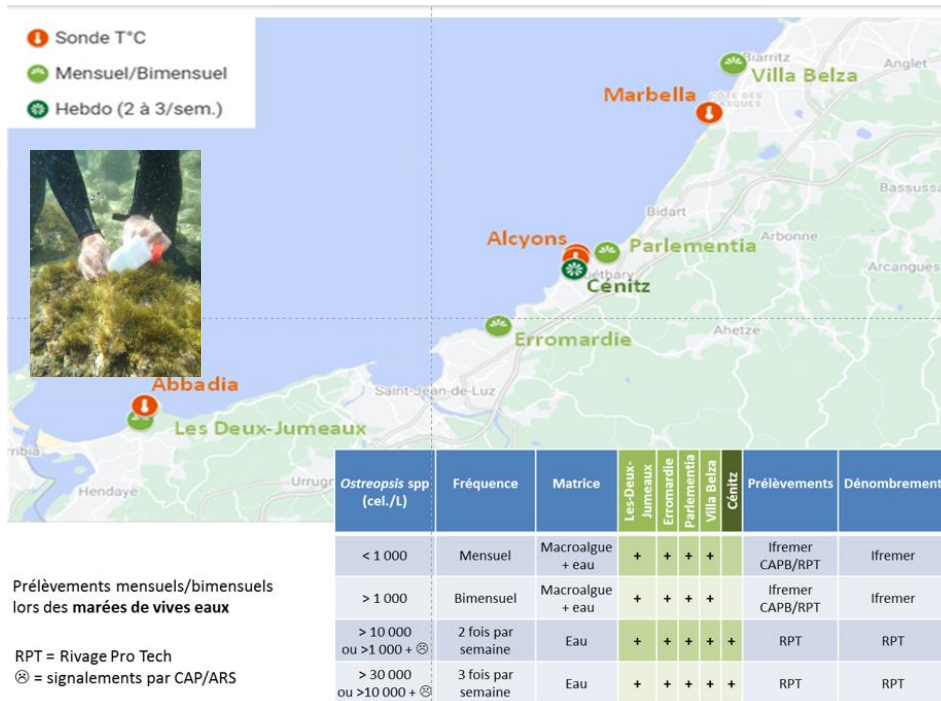 Sonde T°C
Mensuel/Bimensuel
Hebdo (2 à 3/sem.)
Biarritz
Anglet
Villa Belza
CÔTE DES
BASQUES
Marbella
Bassussa
Bidart
Alcyons
Parlementia
Arbonne
Guéthary
Arcangues
Cénitz
Erromardie
Ahetze
Abbadia
Saint-Jean-de-Luz
Les Deux-Jumeaux
rribia
Hendaye
Urrugn
Ostreopsis spp
(cel./L)
Fréquence
Matrice
Les-Deux-
Jumeaux
Erromardie
Parlementia
Villa Belza
Cénitz
Prélèvements
Dénombrement
< 1 000
Mensuel
Macroalgue
+ eau
+ + + +
Ifremer
CAPB/RPT
Ifremer
> 1 000
Bimensuel
Macroalgue
+ eau
+ + + +
Ifremer
CAPB/RPT
Ifremer
> 10 000
ou >1 000 + ☹
2 fois par
semaine
Eau
+ + + + +
RPT
RPT
> 30 000
ou >10 000 + ☹
3 fois par
semaine
Eau
+ + + + +
RPT
RPT
Prélèvements mensuels/bimensuels
lors des marées de vives eaux
RPT = Rivage Pro Tech
☹ = signalements par CAP/ARS